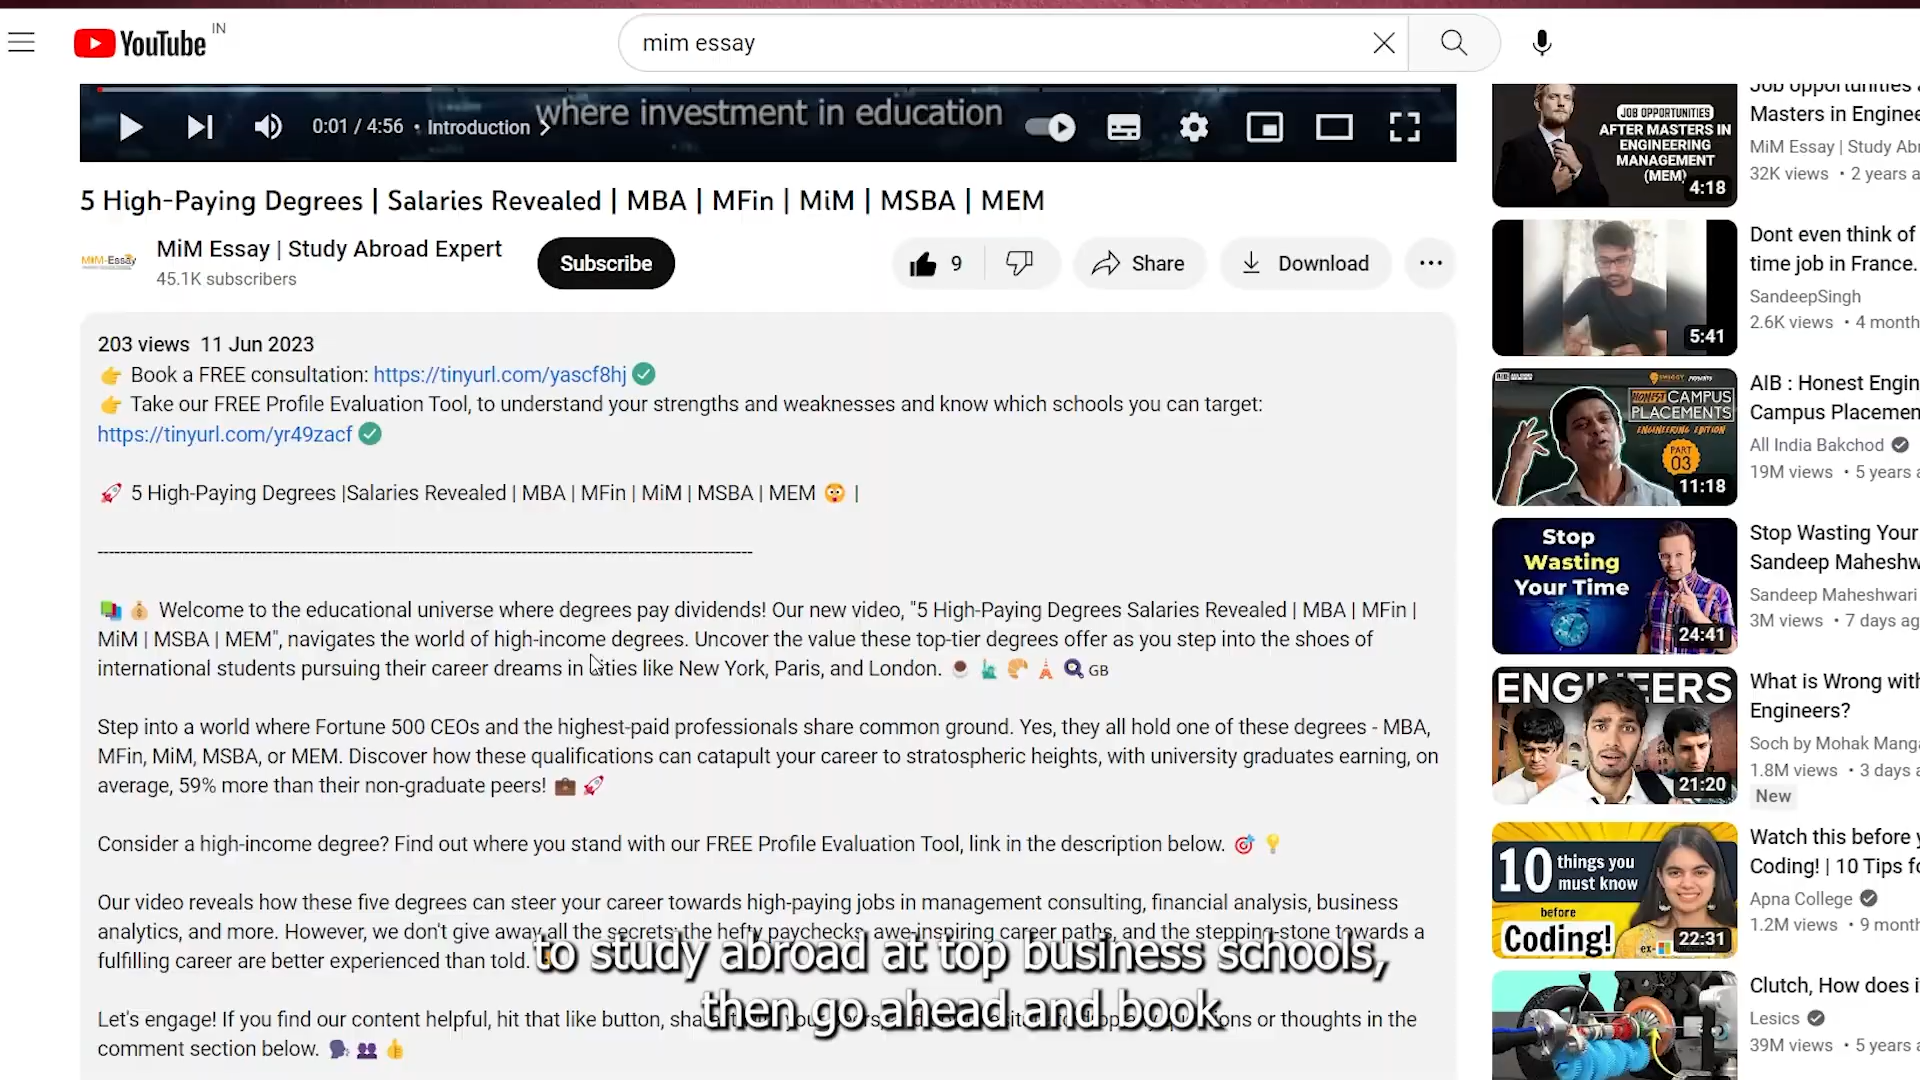 YouTube IN
mim essay
where investment in education
0:01 / 4:56 • Introduction
5 High-Paying Degrees | Salaries Revealed | MBA | MFin | MiM | MSBA | MEM
MiM-Essay
MiM Essay | Study Abroad Expert
45.1K subscribers
Subscribe
9
Share
Download
203 views 11 Jun 2023
Book a FREE consultation: https://tinyurl.com/yascf8hj
Take our FREE Profile Evaluation Tool, to understand your strengths and weaknesses and know which schools you can target:
https://tinyurl.com/yr49zacf
5 High-Paying Degrees |Salaries Revealed | MBA | MFin | MiM | MSBA | MEM |
Welcome to the educational universe where degrees pay dividends! Our new video, "5 High-Paying Degrees Salaries Revealed | MBA | MFin |
MiM | MSBA | MEM", navigates the world of high-income degrees. Uncover the value these top-tier degrees offer as you step into the shoes of
international students pursuing their career dreams in cities like New York, Paris, and London. GB
Step into a world where Fortune 500 CEOs and the highest-paid professionals share common ground. Yes, they all hold one of these degrees - MBA,
MFin, MiM, MSBA, or MEM. Discover how these qualifications can catapult your career to stratospheric heights, with university graduates earning, on
average, 59% more than their non-graduate peers!
Consider a high-income degree? Find out where you stand with our FREE Profile Evaluation Tool, link in the description below.
Our video reveals how these five degrees can steer your career towards high-paying jobs in management consulting, financial analysis, business
analytics, and more. However, we don't give away all the secrets-the hefty paychecks, awe-inspiring career paths, and the stepping-stone towards a
fulfilling career are better experienced than told.
to study abroad at top business schools,
then go ahead and book
Let's engage! If you find our content helpful, hit that like button, or thoughts in the
comment section below.
JOB OPPORTUNITIES
AFTER MASTERS IN
ENGINEERING
MANAGEMENT
(MEM)
4:18
Job opportunities
Masters in Enginee
MiM Essay | Study Abr
32K views • 2 years a
5:41
Dont even think of
time job in France.
SandeepSingh
2.6K views • 4 month
HONEST CAMPUS
PLACEMENTS
ENGINEERING EDITION
PART
03
11:18
AIB : Honest Engin
Campus Placemen
All India Bakchod
19M views • 5 years a
Stop
Wasting
Your Time
24:41
Stop Wasting Your
Sandeep Maheshw
Sandeep Maheshwari
3M views • 7 days ag
ENGINEERS
21:20
What is Wrong with
Engineers?
Soch by Mohak Manga
1.8M views • 3 days a
New
10 things you
must know
before
Coding!
ex-
22:31
Watch this before y
Coding! | 10 Tips fo
Apna College
1.2M views • 9 month
Clutch, How does i
Lesics
39M views • 5 years a